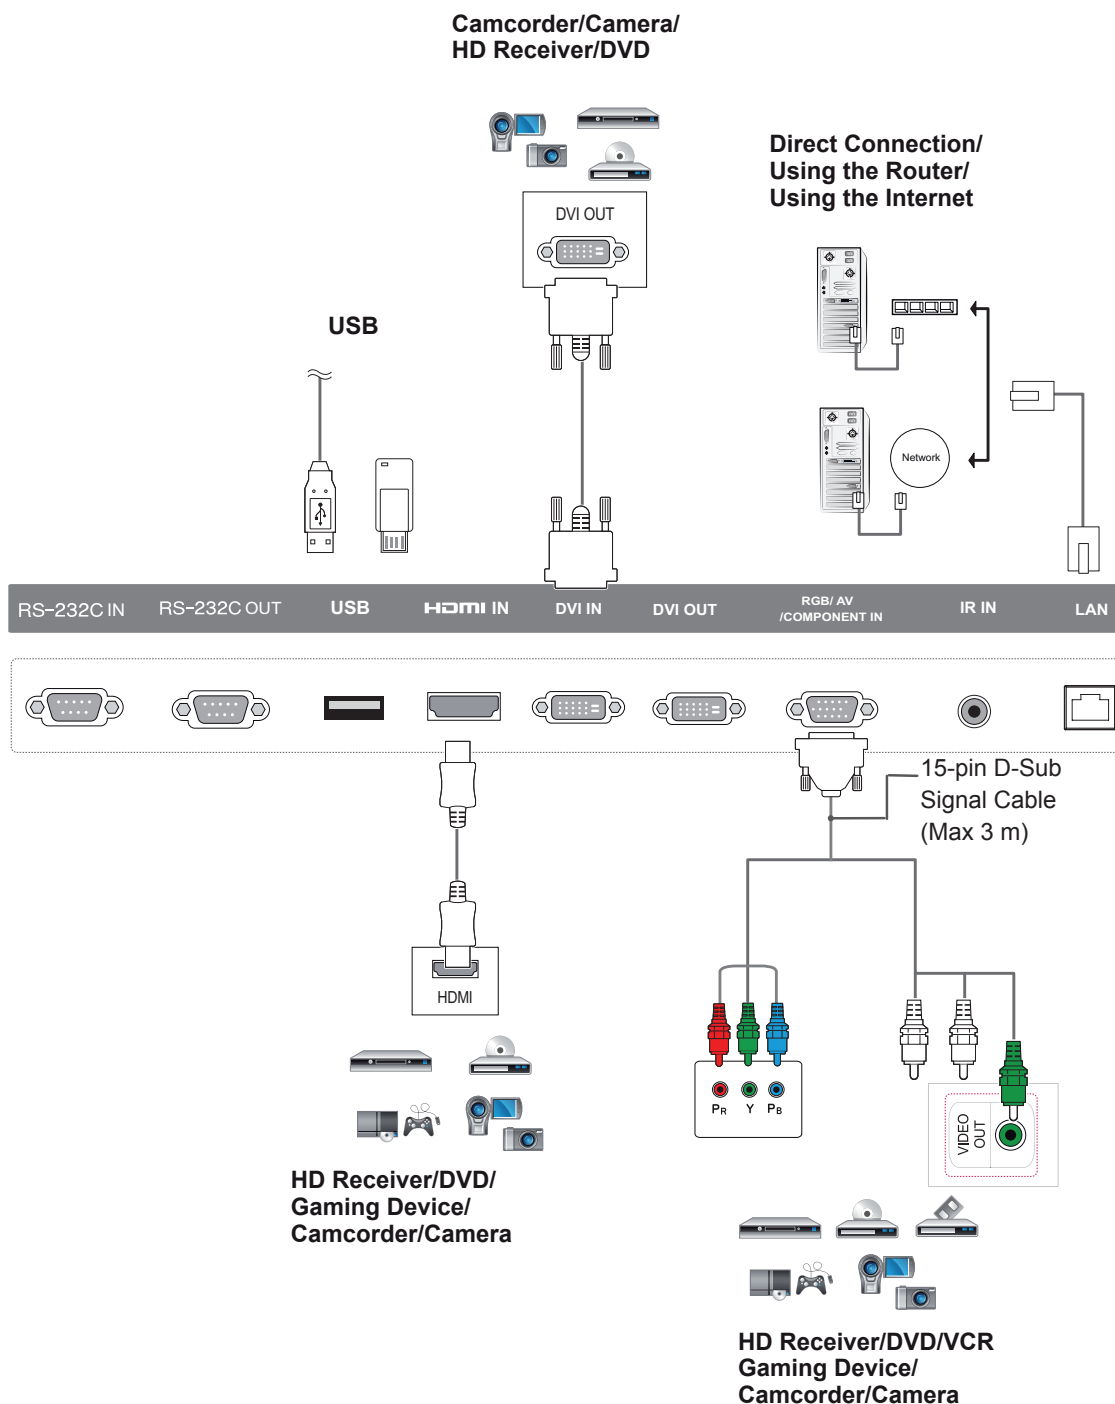 Camcorder/Camera/
HD Receiver/DVD
Direct Connection/
Using the Router/
Using the Internet
DVI OUT
USB
Network
RS-232C IN
RS-232C OUT
USB
HDMI IN
DVI IN
DVI OUT
RGB/ AV
/COMPONENT IN
IR IN
LAN
15-pin D-Sub
Signal Cable
(Max 3 m)
HDMI
PR Y PB
VIDEO
OUT
HD Receiver/DVD/
Gaming Device/
Camcorder/Camera
HD Receiver/DVD/VCR
Gaming Device/
Camcorder/Camera